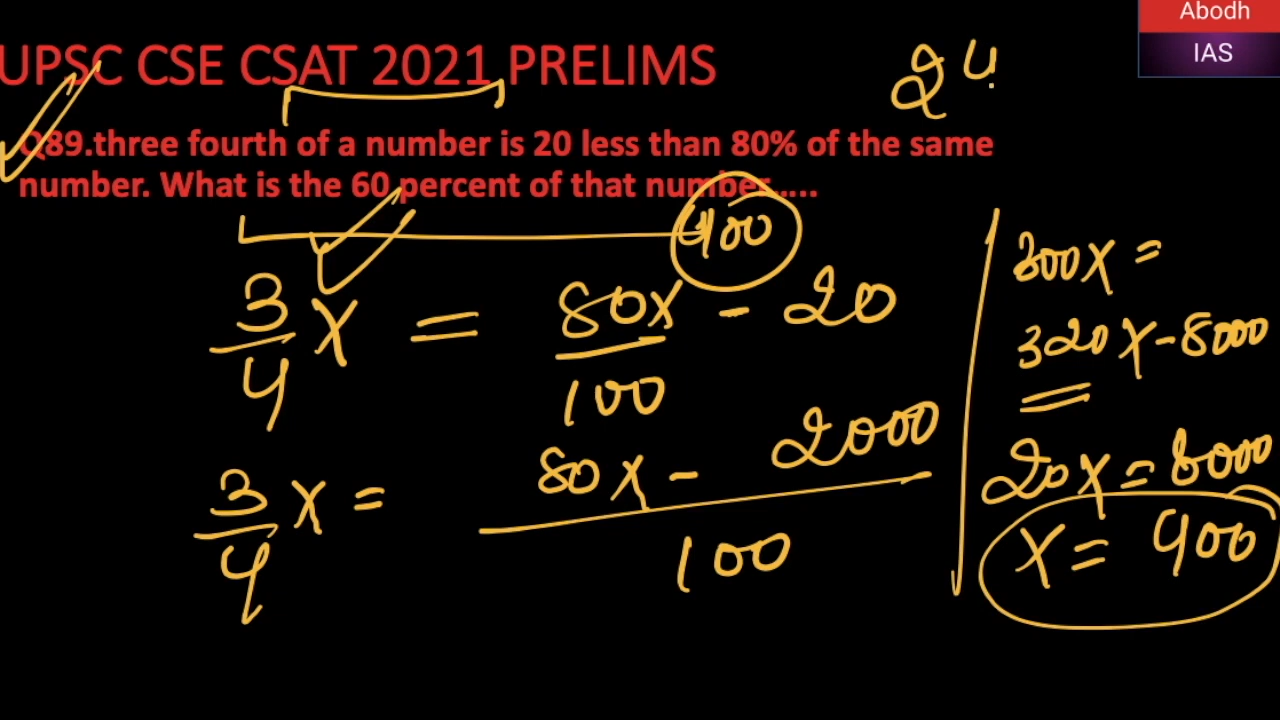 Abodh
IAS
UPSC CSE CSAT 2021 PRELIMS
Q4
Q89.three fourth of a number is 20 less than 80% of the same
number. What is the 60 percent of that number.....
400
3/4 x = 80x/100 - 20
3/4 x = 80x - 2000/100
300x =
320x-8000
20x = 8000
x = 400